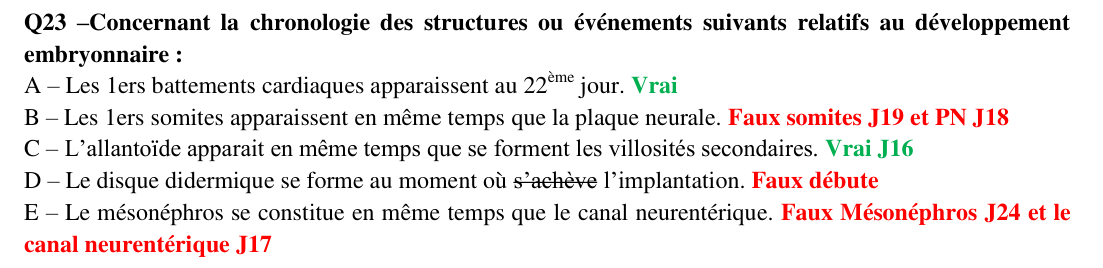 Q23 –Concernant la chronologie des structures ou événements suivants relatifs au développement
embryonnaire :
A – Les 1ers battements cardiaques apparaissent au 22ème jour. Vrai
B – Les 1ers somites apparaissent en même temps que la plaque neurale. Faux somites J19 et PN J18
C – L’allantoïde apparait en même temps que se forment les villosités secondaires. Vrai J16
D – Le disque didermique se forme au moment où s’achève l’implantation. Faux débute
E – Le mésonéphros se constitue en même temps que le canal neurentérique. Faux Mésonéphros J24 et le
canal neurentérique J17